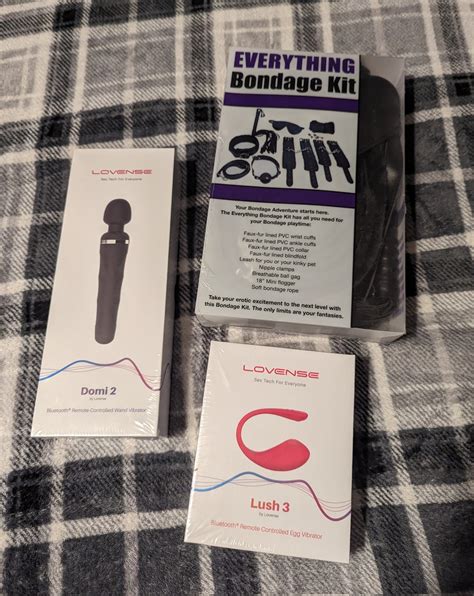 EVERYTHING
Bondage Kit
Your Bondage Adventure starts here.
The Everything Bondage Kit has all you need for
your Bondage playtime:
Faux-fur lined PVC wrist cuffs
Faux-fur lined PVC ankle cuffs
Faux-fur lined PVC collar
Faux-fur lined blindfold
Leash for you or your kinky pet
Nipple clamps
Breathable ball gag
18" Mini flogger
Soft bondage rope
Take your erotic excitement to the next level with
this Bondage Kit. The only limits are your fantasies.
LOVENSE
Sex Tech For Everyone
Domi 2
by Lovense
Bluetooth® Remote Controlled Wand Vibrator
LOVENSE
Sex Tech For Everyone
Lush 3
by Lovense
Bluetooth® Remote Controlled Egg Vibrator